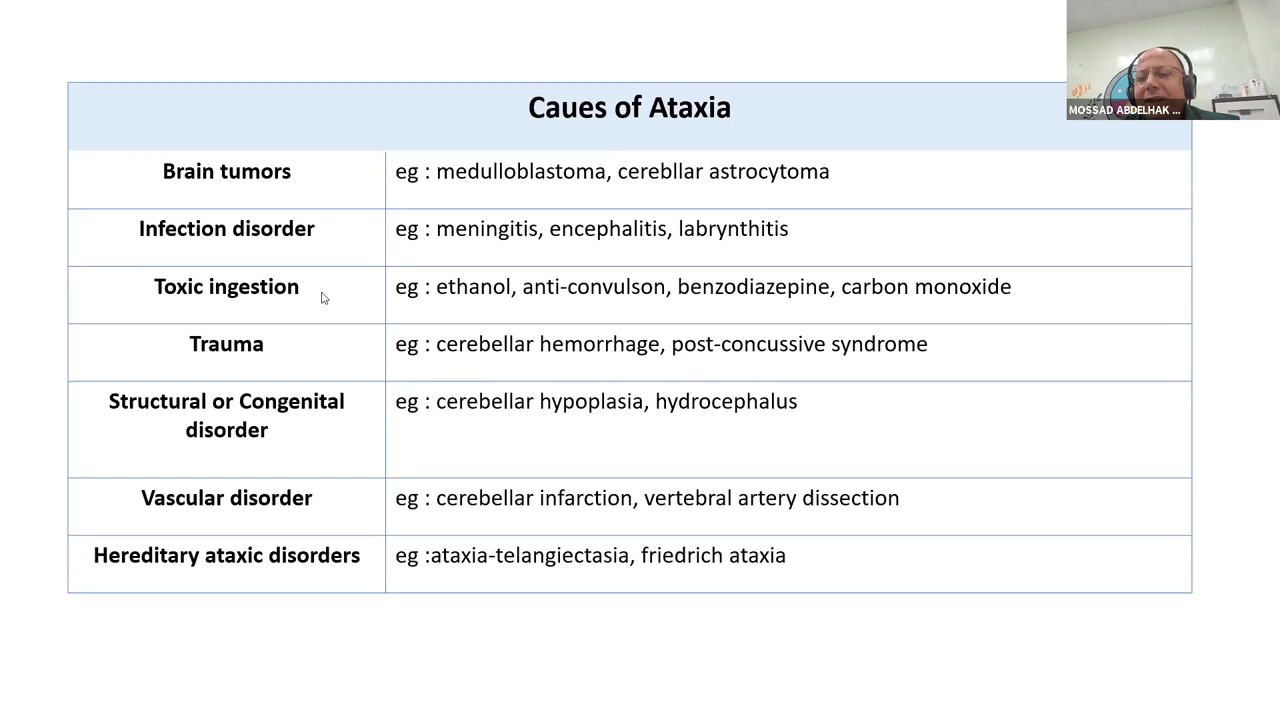 Caues of Ataxia
Brain tumors
eg : medulloblastoma, cerebllar astrocytoma
Infection disorder
eg : meningitis, encephalitis, labrynthitis
Toxic ingestion
eg : ethanol, anti-convulson, benzodiazepine, carbon monoxide
Trauma
eg : cerebellar hemorrhage, post-concussive syndrome
Structural or Congenital
disorder
eg : cerebellar hypoplasia, hydrocephalus
Vascular disorder
eg : cerebellar infarction, vertebral artery dissection
Hereditary ataxic disorders
eg :ataxia-telangiectasia, friedrich ataxia
MOSSAD ABDELHAK ...